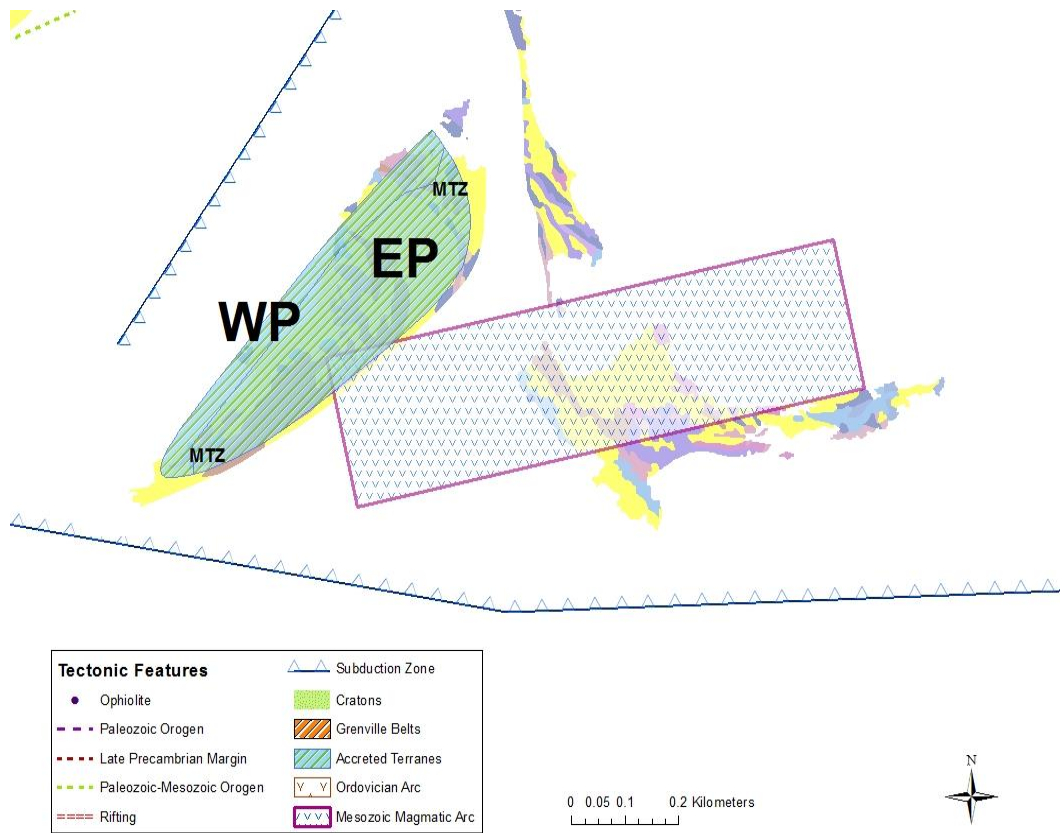 MTZ
EP
WP
MTZ
Tectonic Features
Ophiolite
Paleozoic Orogen
Late Precambrian Margin
Paleozoic-Mesozoic Orogen
Rifting
Subduction Zone
Cratons
Grenville Belts
Accreted Terranes
Ordovician Arc
Mesozoic Magmatic Arc
0 0.05 0.1 0.2 Kilometers
N